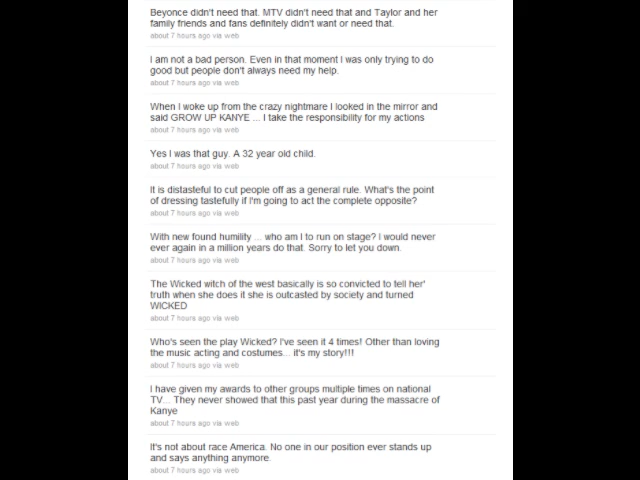 Beyonce didn't need that. MTV didn't need that and Taylor and her
family friends and fans definitely didn't want or need that.
about 7 hours ago via web
I am not a bad person. Even in that moment I was only trying to do
good but people don't always need my help.
about 7 hours ago via web
When I woke up from the crazy nightmare I looked in the mirror and
said GROW UP KANYE ... I take the responsibility for my actions
about 7 hours ago via web
Yes I was that guy. A 32 year old child.
about 7 hours ago via web
It is distasteful to cut people off as a general rule. What's the point
of dressing tastefully if I'm going to act the complete opposite?
about 7 hours ago via web
With new found humility ... who am I to run on stage? I would never
ever again in a million years do that. Sorry to let you down.
about 7 hours ago via web
The Wicked witch of the west basically is so convicted to tell her'
truth when she does it she is outcasted by society and turned
WICKED
about 7 hours ago via web
Who's seen the play Wicked? I've seen it 4 times! Other than loving
the music acting and costumes... it's my story!!!
about 7 hours ago via web
I have given my awards to other groups multiple times on national
TV... They never showed that this past year during the massacre of
Kanye
about 7 hours ago via web
It's not about race America. No one in our position ever stands up
and says anything anymore.
about 7 hours ago via web